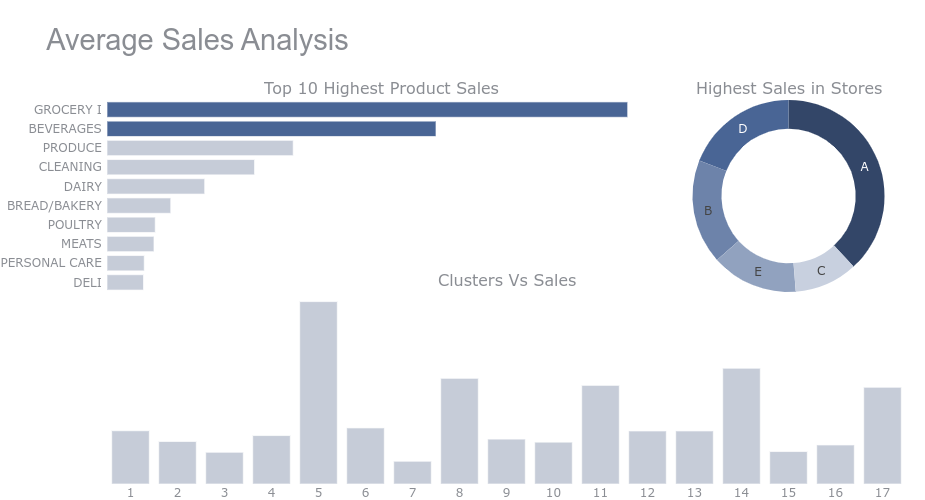 Average Sales Analysis
Top 10 Highest Product Sales
GROCERY I
BEVERAGES
PRODUCE
CLEANING
DAIRY
BREAD/BAKERY
POULTRY
MEATS
PERSONAL CARE
DELI
Highest Sales in Stores
D
A
B
E
C
Clusters Vs Sales
1 2 3 4 5 6 7 8 9 10 11 12 13 14 15 16 17